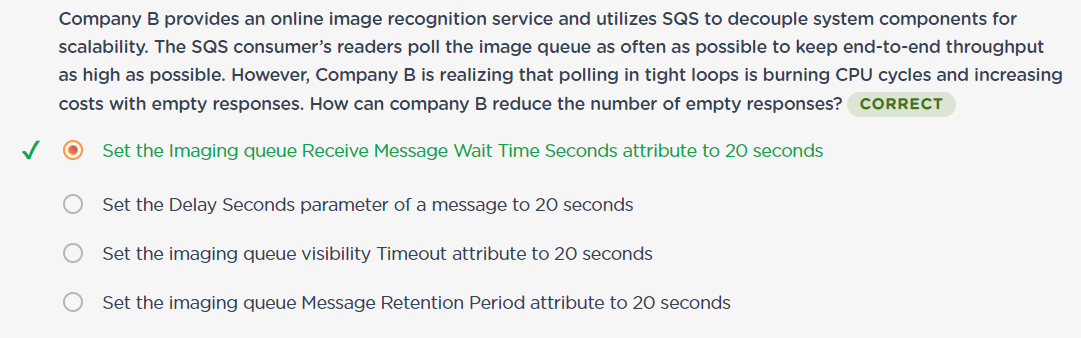 Company B provides an online image recognition service and utilizes SQS to decouple system components for
scalability. The SQS consumer's readers poll the image queue as often as possible to keep end-to-end throughput
as high as possible. However, Company B is realizing that polling in tight loops is burning CPU cycles and increasing
costs with empty responses. How can company B reduce the number of empty responses? CORRECT
Set the Imaging queue Receive Message Wait Time Seconds attribute to 20 seconds
Set the Delay Seconds parameter of a message to 20 seconds
Set the imaging queue visibility Timeout attribute to 20 seconds
Set the imaging queue Message Retention Period attribute to 20 seconds